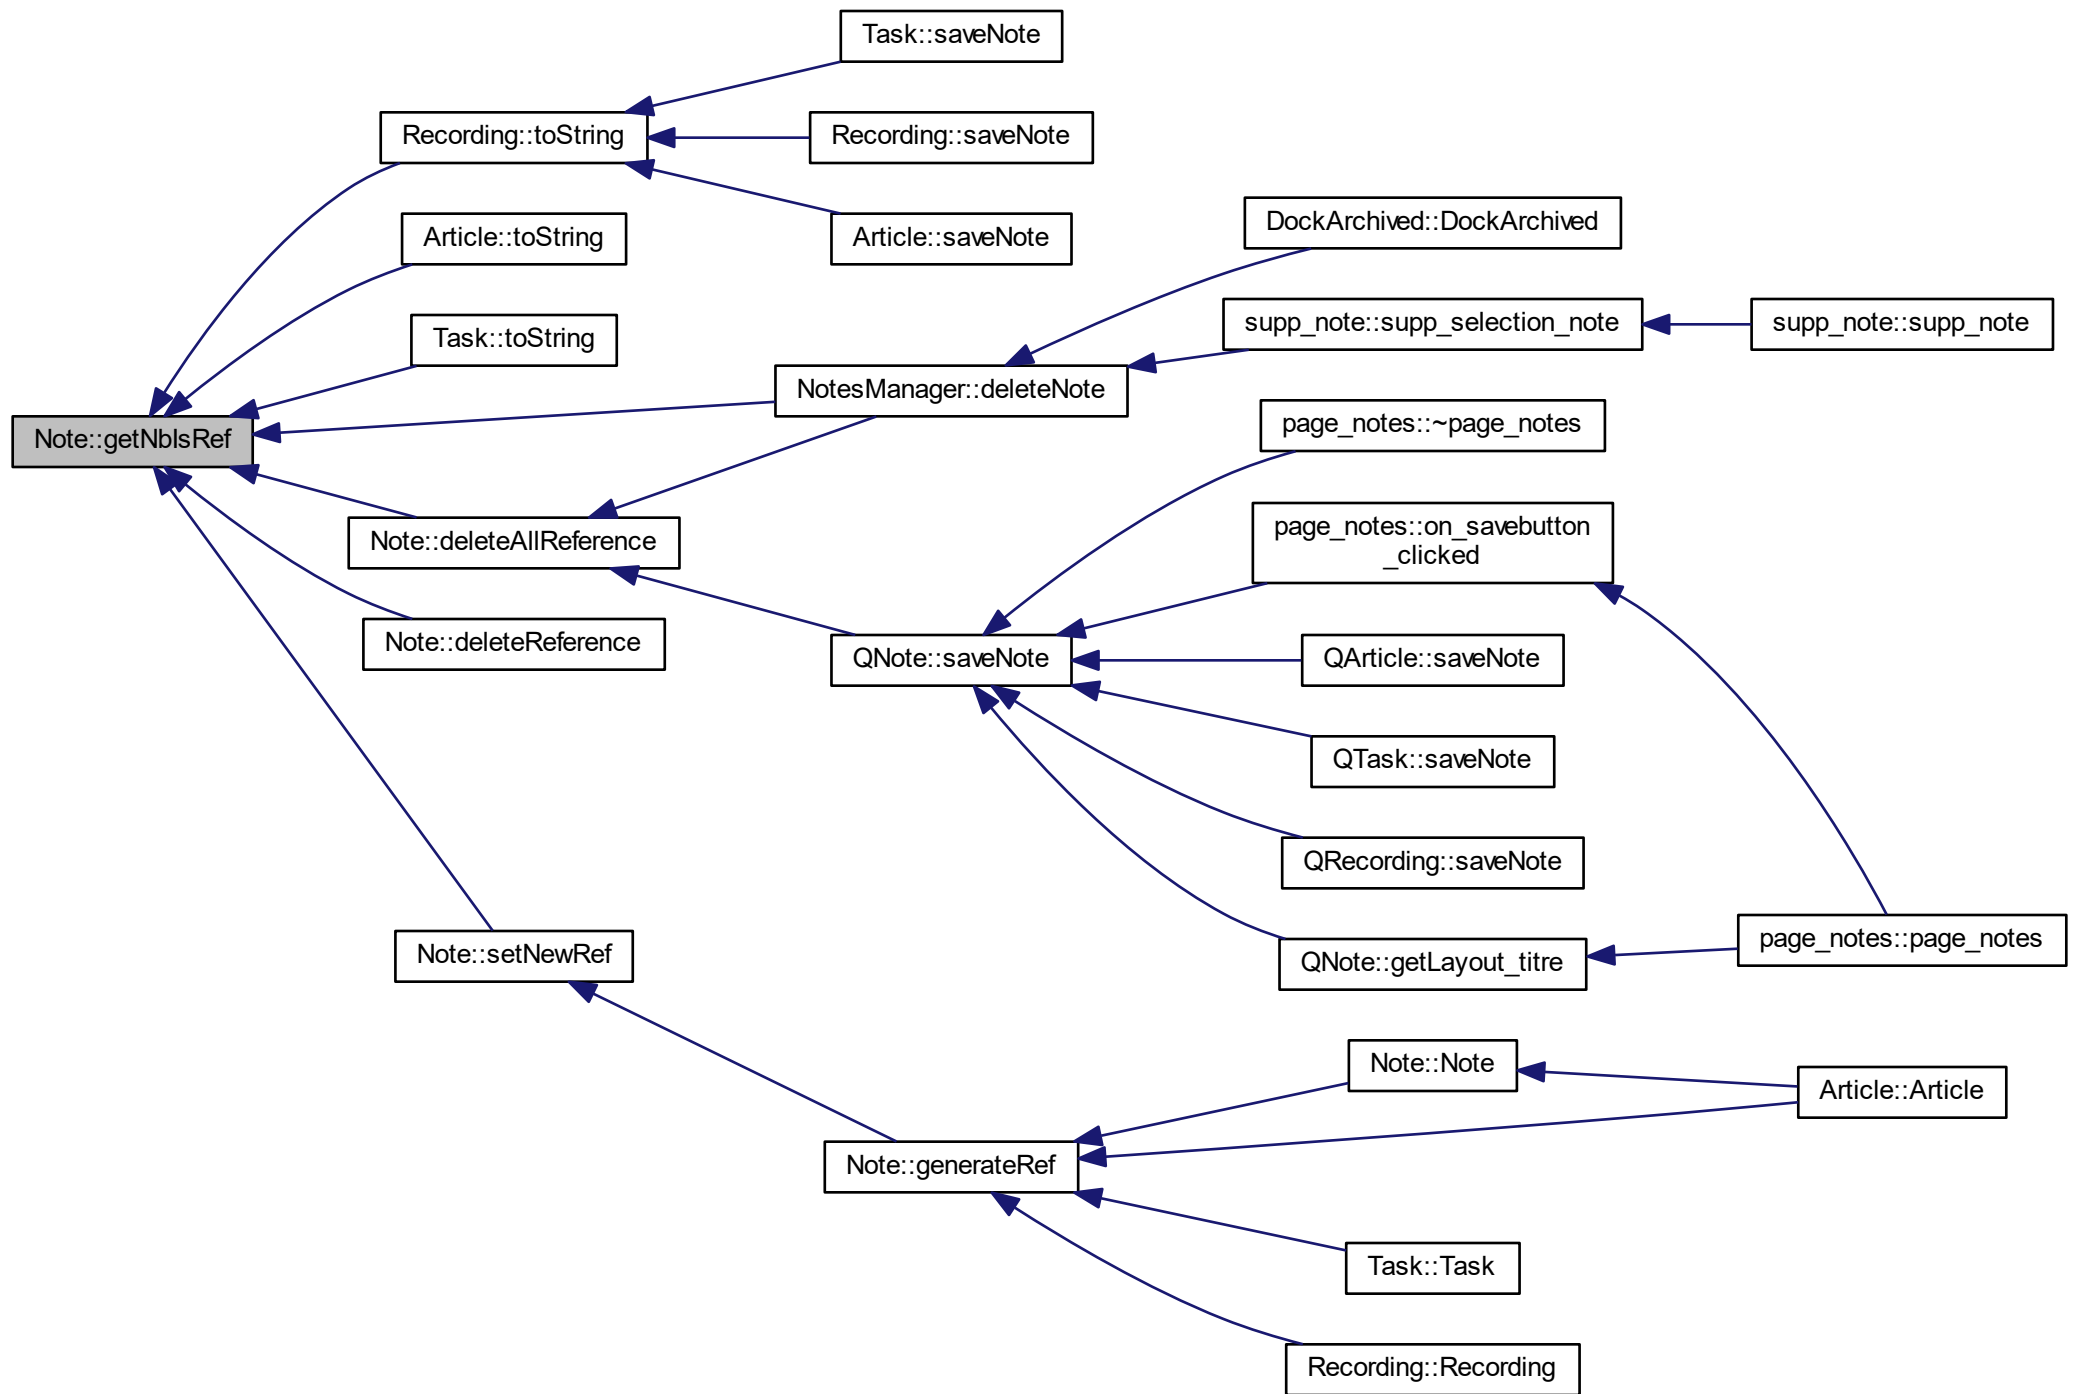 Task::saveNote
Recording::toString
Recording::saveNote
Article::toString
Article::saveNote
DockArchived::DockArchived
Task::toString
supp_note::supp_selection_note
supp_note::supp_note
NotesManager::deleteNote
Note::getNbIsRef
page_notes::~page_notes
page_notes::on_savebutton
_clicked
Note::deleteAllReference
Note::deleteReference
QNote::saveNote
QArticle::saveNote
QTask::saveNote
QRecording::saveNote
Note::setNewRef
QNote::getLayout_titre
page_notes::page_notes
Note::Note
Article::Article
Note::generateRef
Task::Task
Recording::Recording